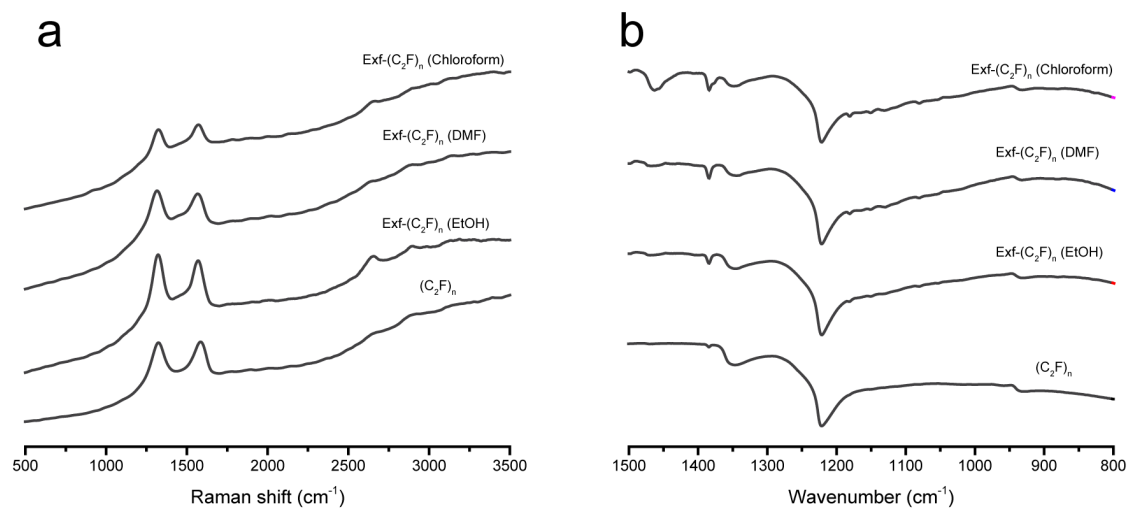 a
Exf-(C₂F)ₙ (Chloroform)
Exf-(C₂F)ₙ (DMF)
Exf-(C₂F)ₙ (EtOH)
(C₂F)ₙ
500 1000 1500 2000 2500 3000 3500
Raman shift (cm⁻¹)
b
Exf-(C₂F)ₙ (Chloroform)
Exf-(C₂F)ₙ (DMF)
Exf-(C₂F)ₙ (EtOH)
(C₂F)ₙ
1500 1400 1300 1200 1100 1000 900 800
Wavenumber (cm⁻¹)